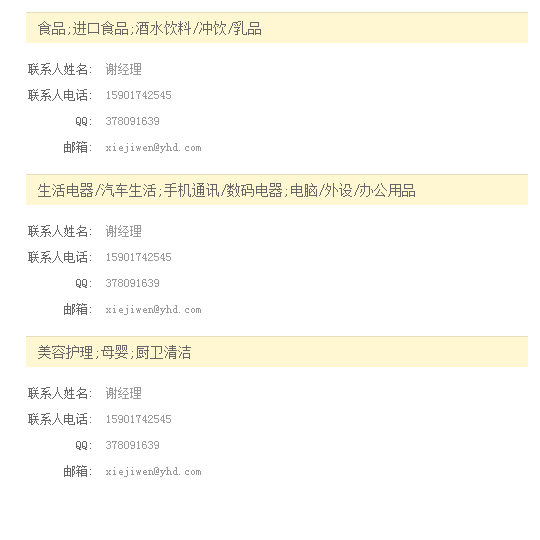 食品;进口食品;酒水饮料/冲饮/乳品
联系人姓名: 谢经理
联系人电话: 15901742545
QQ: 378091639
邮箱: xiejiwen@yhd.com
生活电器/汽车生活;手机通讯/数码电器;电脑/外设/办公用品
联系人姓名: 谢经理
联系人电话: 15901742545
QQ: 378091639
邮箱: xiejiwen@yhd.com
美容护理;母婴;厨卫清洁
联系人姓名: 谢经理
联系人电话: 15901742545
QQ: 378091639
邮箱: xiejiwen@yhd.com